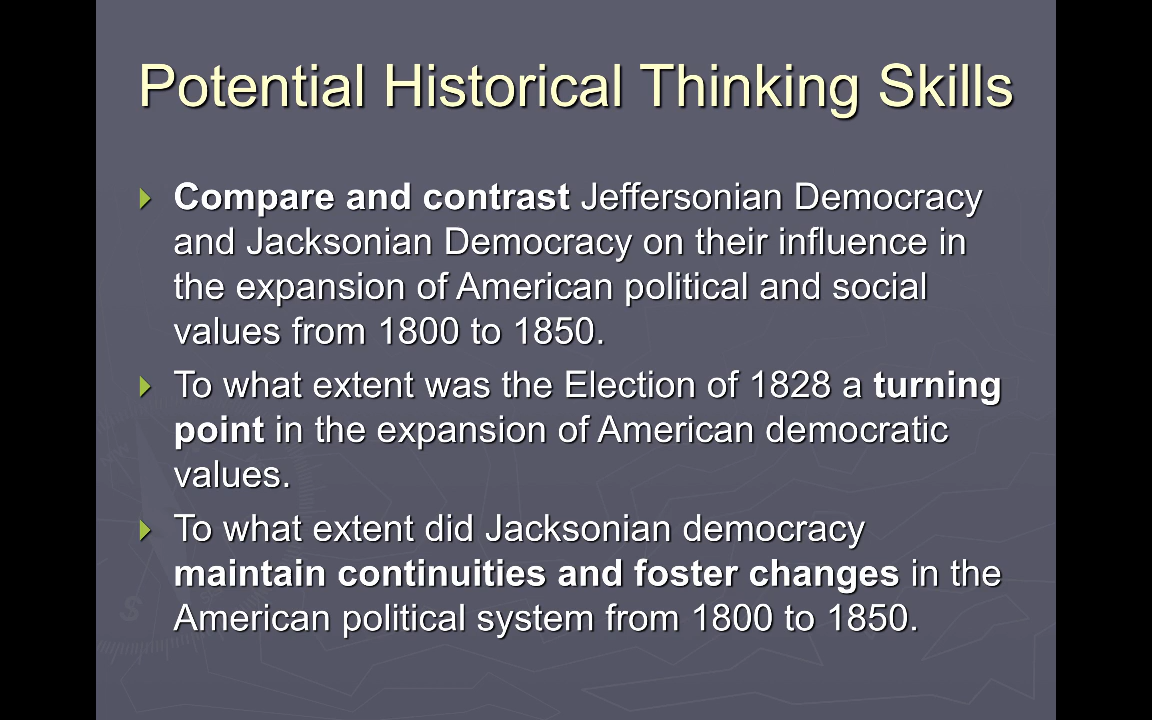 Potential Historical Thinking Skills
Compare and contrast Jeffersonian Democracy
and Jacksonian Democracy on their influence in
the expansion of American political and social
values from 1800 to 1850.
To what extent was the Election of 1828 a turning
point in the expansion of American democratic
values.
To what extent did Jacksonian democracy
maintain continuities and foster changes in the
American political system from 1800 to 1850.
S